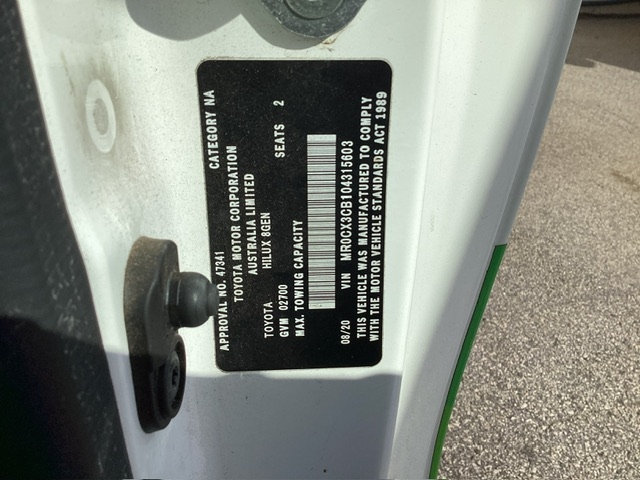 APPROVAL NO. 47341 CATEGORY NA
TOYOTA MOTOR CORPORATION
AUSTRALIA LIMITED
TOYOTA HILUX 8GEN
GVM 02700 SEATS 2
MAX. TOWING CAPACITY
08/20 VIN MR0CX3CB104315603
THIS VEHICLE WAS MANUFACTURED TO COMPLY
WITH THE MOTOR VEHICLE STANDARDS ACT 1989